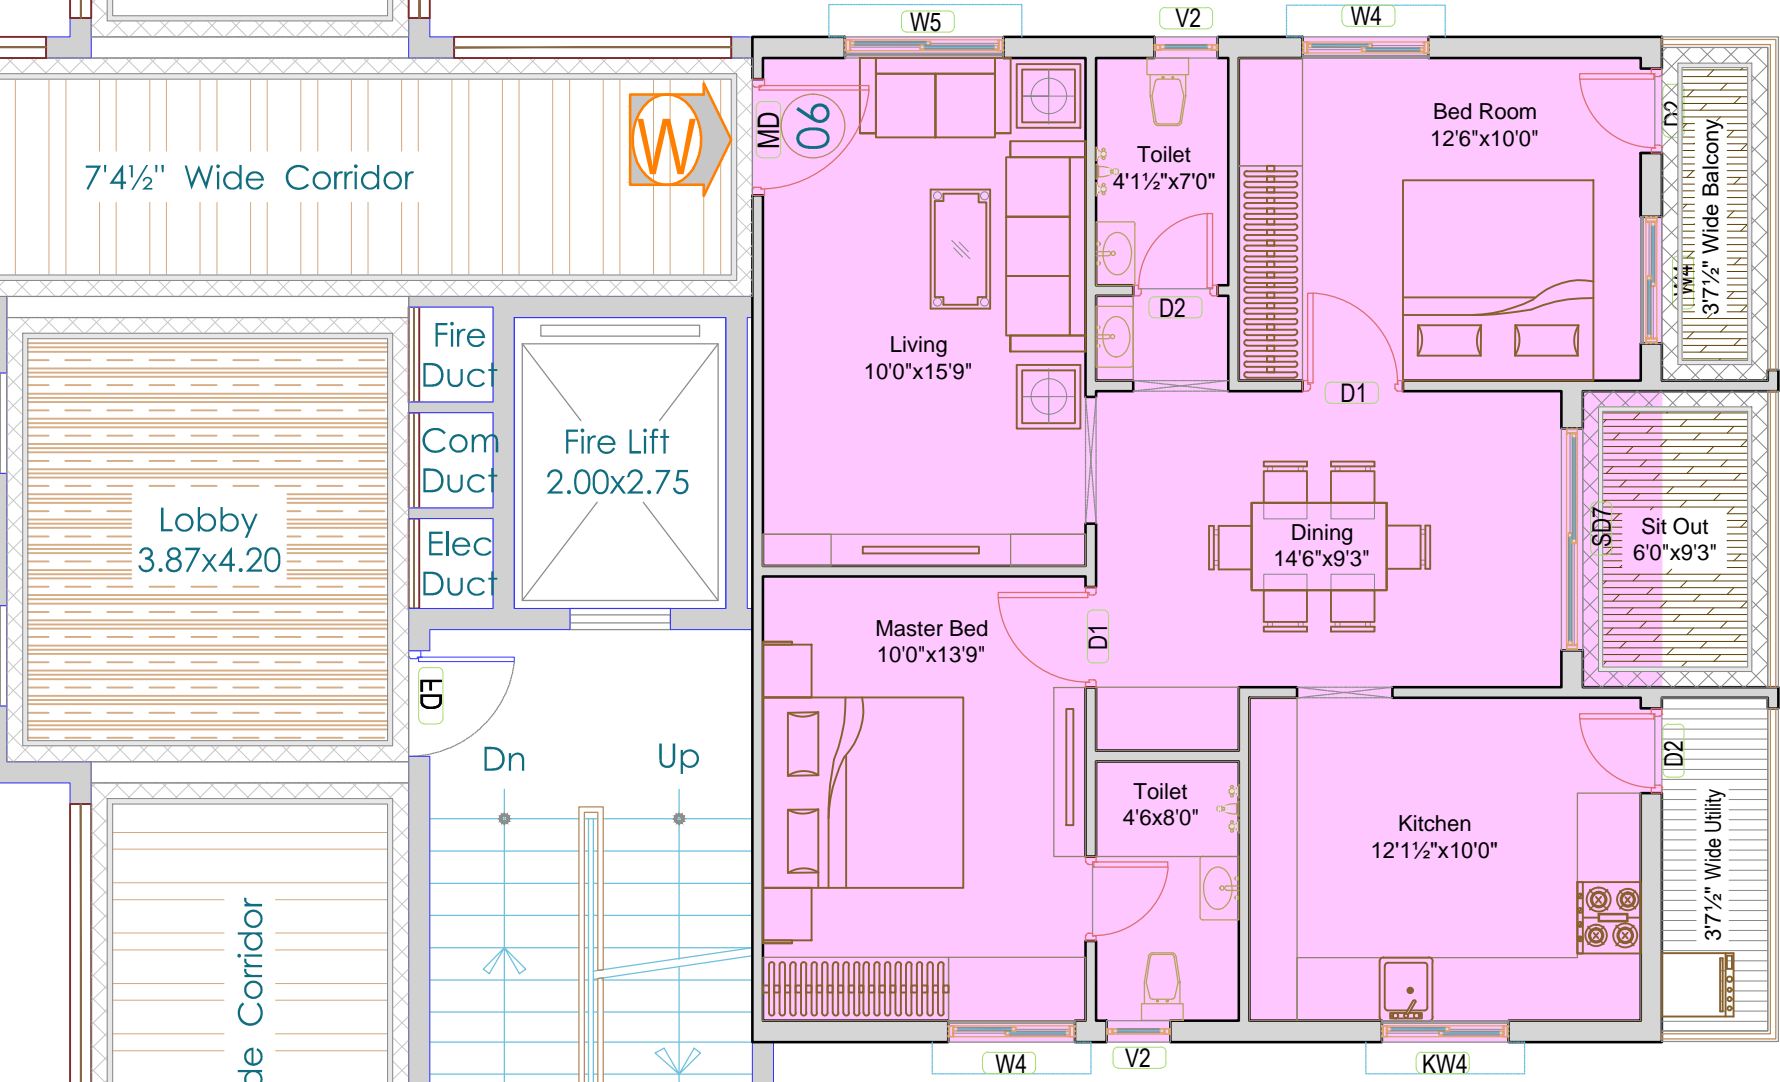 W5
V2
W4
MD
06
W
7'4½" Wide Corridor
Bed Room
12'6"x10'0"
D2
3'7½" Wide Balcony
W4
Toilet
4'1½"x7'0"
D2
Living
10'0"x15'9"
D1
Fire
Duct
Com
Duct
Elec
Duct
Fire Lift
2.00x2.75
Lobby
3.87x4.20
Dining
14'6"x9'3"
SD7
Sit Out
6'0"x9'3"
Master Bed
10'0"x13'9"
D1
ED
Dn
Up
D2
Toilet
4'6x8'0"
Kitchen
12'1½"x10'0"
3'7½" Wide Utility
de Corridor
W4
V2
KW4